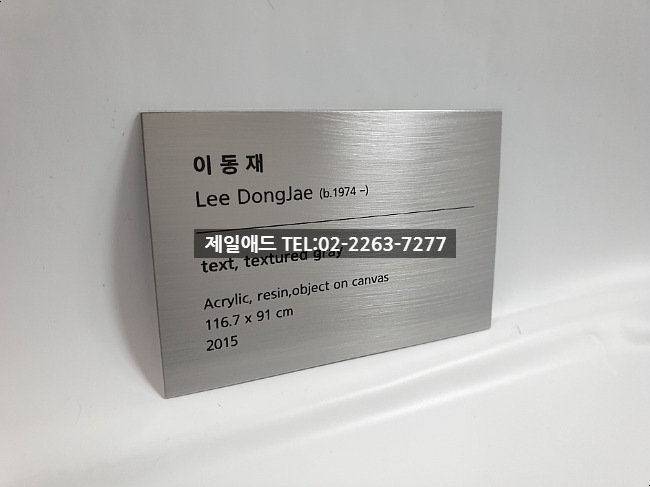 이동재
Lee DongJae (b.1974 –)
제일애드 TEL:02-2263-7277
text, textured gray
Acrylic, resin,object on canvas
116.7 x 91 cm
2015